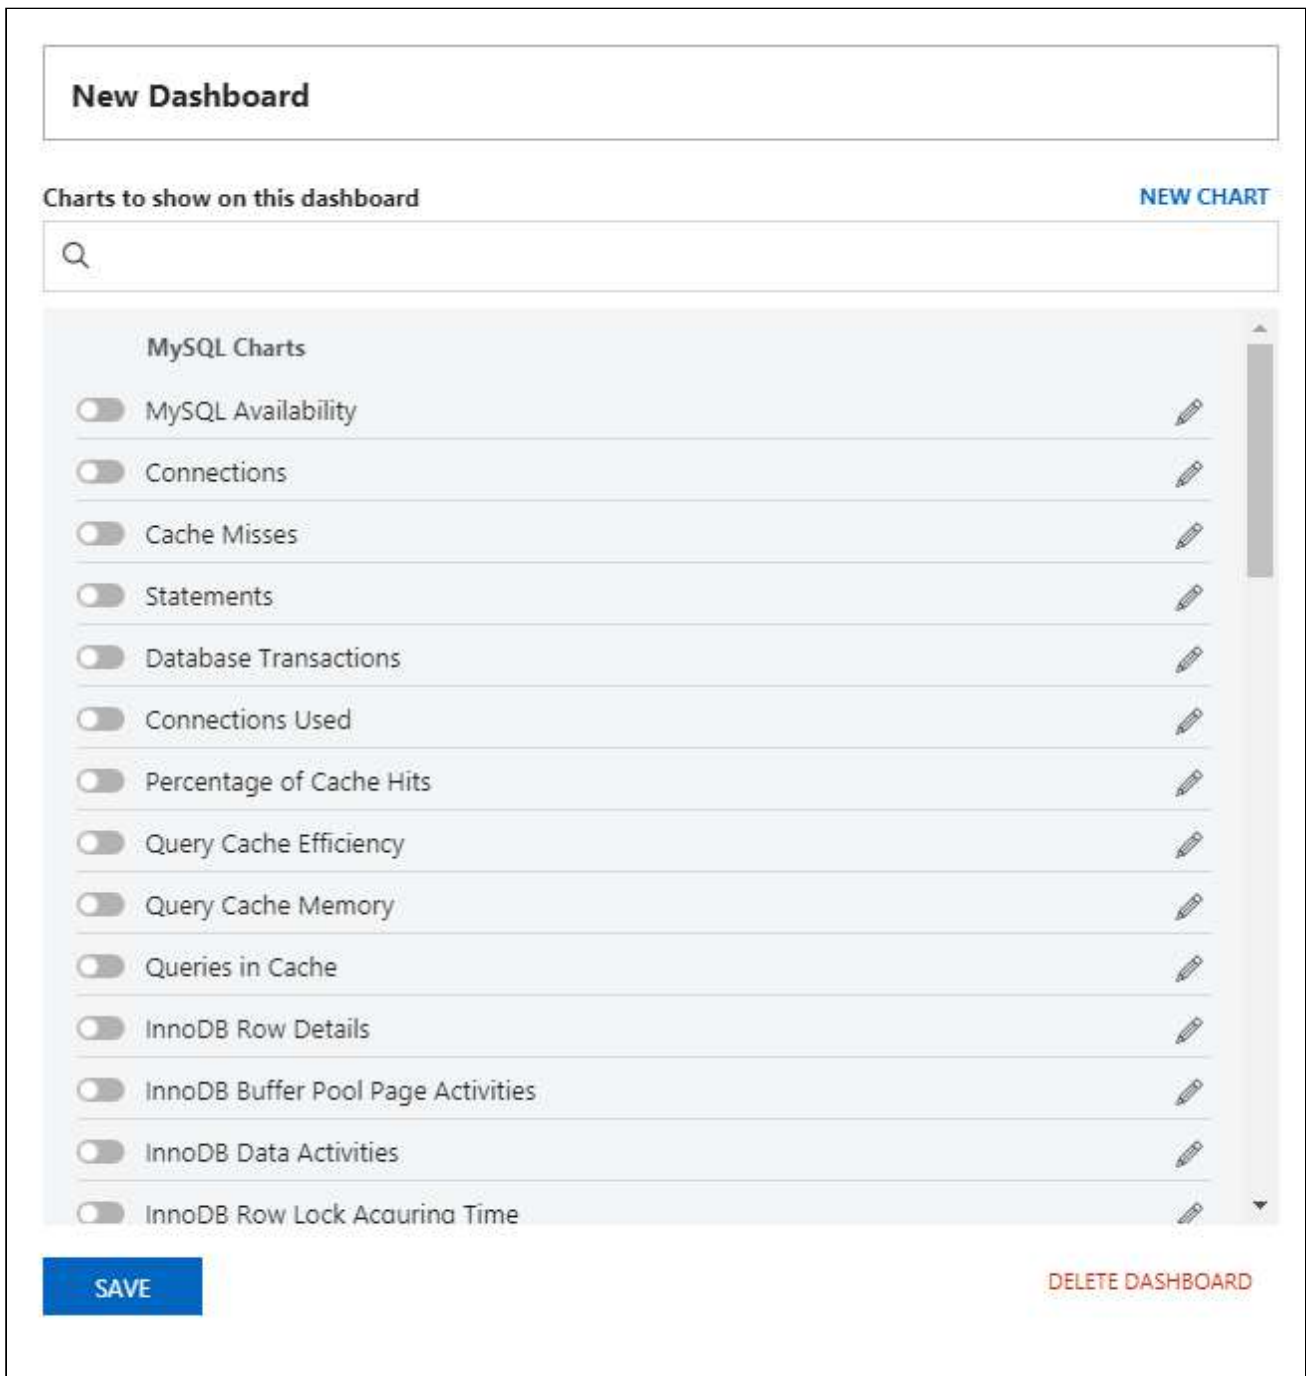 New Dashboard
Charts to show on this dashboard NEW CHART
MySQL Charts
MySQL Availability
Connections
Cache Misses
Statements
Database Transactions
Connections Used
Percentage of Cache Hits
Query Cache Efficiency
Query Cache Memory
Queries in Cache
InnoDB Row Details
InnoDB Buffer Pool Page Activities
InnoDB Data Activities
InnoDB Row Lock Acquring Time
SAVE DELETE DASHBOARD